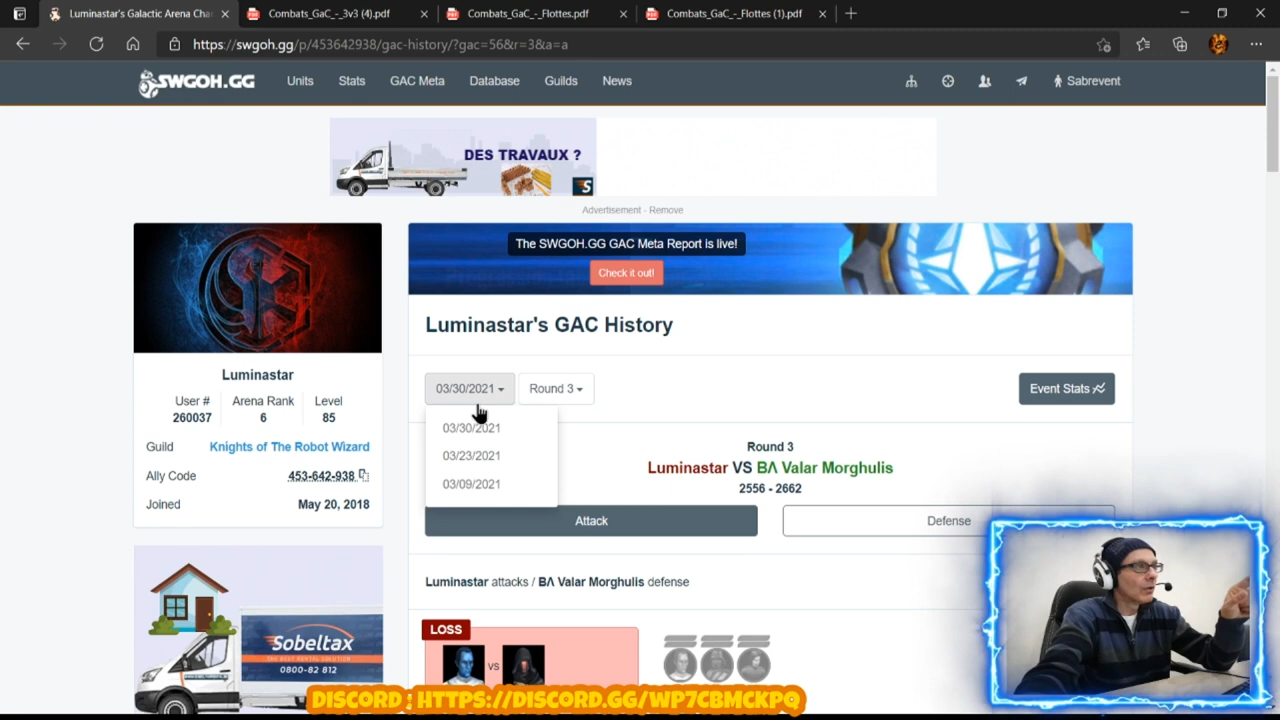 Luminastar's Galactic Arena Cha
Combats_GaC_-_3v3 (4).pdf
Combats_GaC_-_Flottes.pdf
Combats_GaC_-_Flottes (1).pdf
https://swgoh.gg/p/453642938/gac-history/?gac=56&r=3&a=a
SWGOH.GG
Units
Stats
GAC Meta
Database
Guilds
News
Sabrevent
DES TRAVAUX ?
S
Advertisement - Remove
The SWGOH.GG GAC Meta Report is live!
Check it out!
Luminastar's GAC History
Luminastar
User #
260037
Arena Rank
6
Level
85
Guild
Knights of The Robot Wizard
Ally Code
453-642-938
Joined
May 20, 2018
03/30/2021
Round 3
Event Stats
03/30/2021
03/23/2021
03/09/2021
Round 3
Luminastar VS BΛ Valar Morghulis
2556 - 2662
Attack
Defense
Luminastar attacks / BΛ Valar Morghulis defense
LOSS
VS
Sobeltax
0800-82 812
DISCORD : HTTPS://DISCORD.GG/WP7CBMCKPQ